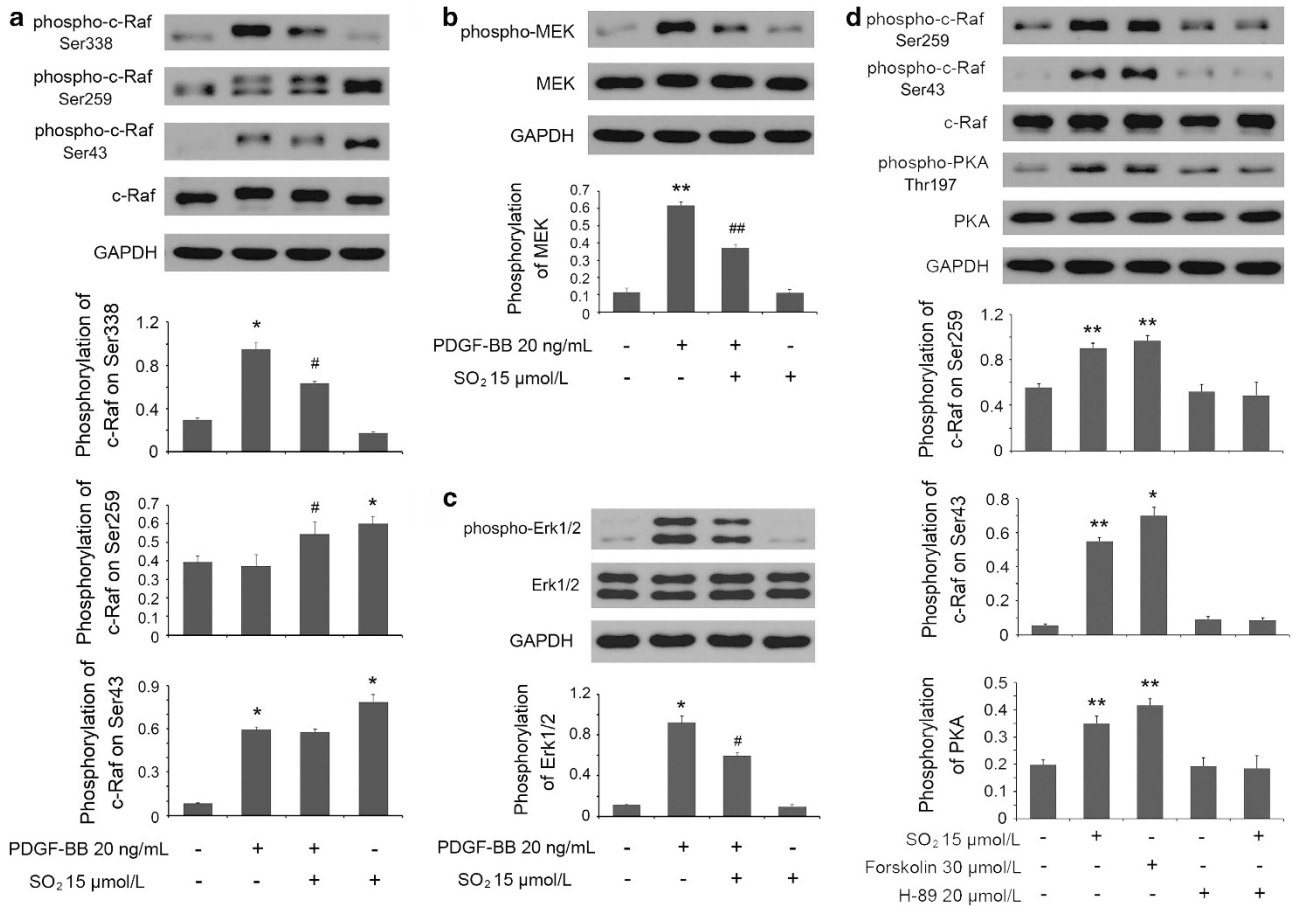 a
phospho-c-Raf
Ser338
phospho-c-Raf
Ser259
phospho-c-Raf
Ser43
c-Raf
GAPDH
Phosphorylation of
c-Raf on Ser338
1.2
0.8
0.4
0
*
#
Phosphorylation of
c-Raf on Ser259
0.7
0.6
0.5
0.4
0.3
0.2
0.1
0
#
*
Phosphorylation of
c-Raf on Ser43
0.9
0.6
0.3
0
*
*
PDGF-BB 20 ng/mL - + + -
SO₂ 15 µmol/L - - + +
b
phospho-MEK
MEK
GAPDH
Phosphorylation
of MEK
0.7
0.6
0.5
0.4
0.3
0.2
0.1
**
##
PDGF-BB 20 ng/mL - + + -
SO₂ 15 µmol/L - - + +
c
phospho-Erk1/2
Erk1/2
GAPDH
Phosphorylation
of Erk1/2
1.2
0.8
0.4
0
*
#
PDGF-BB 20 ng/mL - + + -
SO₂ 15 µmol/L - - + +
d
phospho-c-Raf
Ser259
phospho-c-Raf
Ser43
c-Raf
phospho-PKA
Thr197
PKA
GAPDH
Phosphorylation of
c-Raf on Ser259
1.2
0.8
0.4
0
**
**
Phosphorylation of
c-Raf on Ser43
0.8
0.6
0.4
0.2
0
**
*
Phosphorylation
of PKA
0.5
0.4
0.3
0.2
0.1
0
**
**
SO₂ 15 µmol/L - + - - +
Forskolin 30 µmol/L - - + - -
H-89 20 µmol/L - - - + +